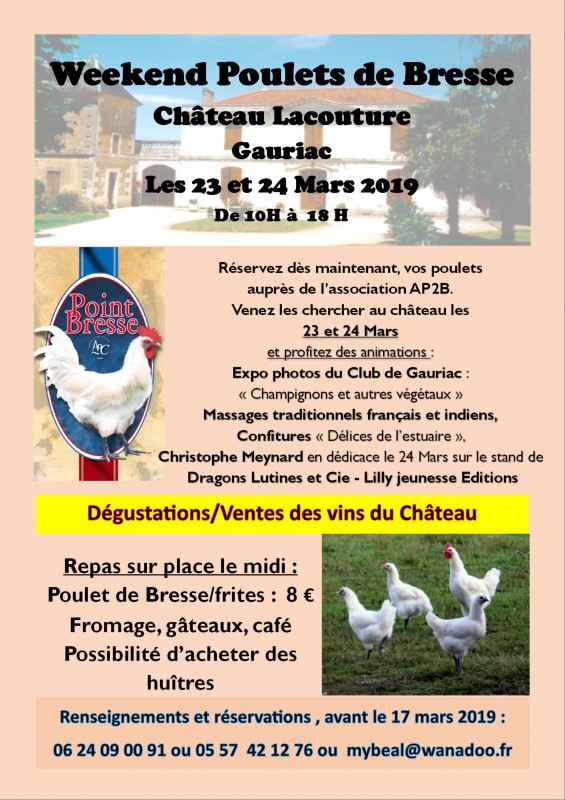 Weekend Poulets de Bresse
Château Lacouture
Gauriac
Les 23 et 24 Mars 2019
De 10H à 18 H
Point
Bresse
AOC
Réservez dès maintenant, vos poulets
auprès de l'association AP2B.
Venez les chercher au château les
23 et 24 Mars
et profitez des animations :
Expo photos du Club de Gauriac :
« Champignons et autres végétaux »
Massages traditionnels français et indiens,
Confitures « Délices de l'estuaire »,
Christophe Meynard en dédicace le 24 Mars sur le stand de
Dragons Lutines et Cie - Lilly jeunesse Editions
Dégustations/Ventes des vins du Château
Repas sur place le midi :
Poulet de Bresse/frites : 8 €
Fromage, gâteaux, café
Possibilité d'acheter des
huîtres
Renseignements et réservations , avant le 17 mars 2019 :
06 24 09 00 91 ou 05 57 42 12 76 ou mybeal@wanadoo.fr